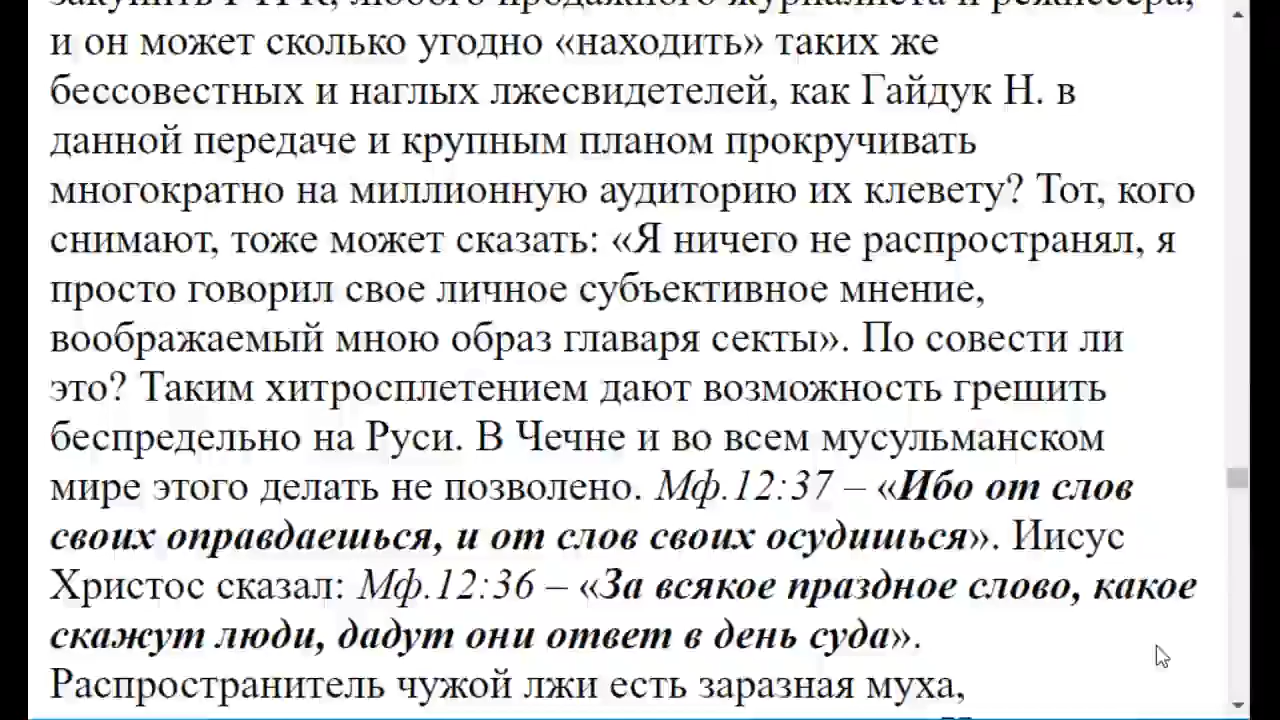 любого продажного журналиста и режиссера,
и он может сколько угодно «находить» таких же
бессовестных и наглых лжесвидетелей, как Гайдук Н. в
данной передаче и крупным планом прокручивать
многократно на миллионную аудиторию их клевету? Тот, кого
снимают, тоже может сказать: «Я ничего не распространял, я
просто говорил свое личное субъективное мнение,
воображаемый мною образ главаря секты». По совести ли
это? Таким хитросплетением дают возможность грешить
беспредельно на Руси. В Чечне и во всем мусульманском
мире этого делать не позволено. Мф.12:37 – «Ибо от слов
своих оправдаешься, и от слов своих осудишься». Иисус
Христос сказал: Мф.12:36 – «За всякое праздное слово, какое
скажут люди, дадут они ответ в день суда».
Распространитель чужой лжи есть заразная муха,